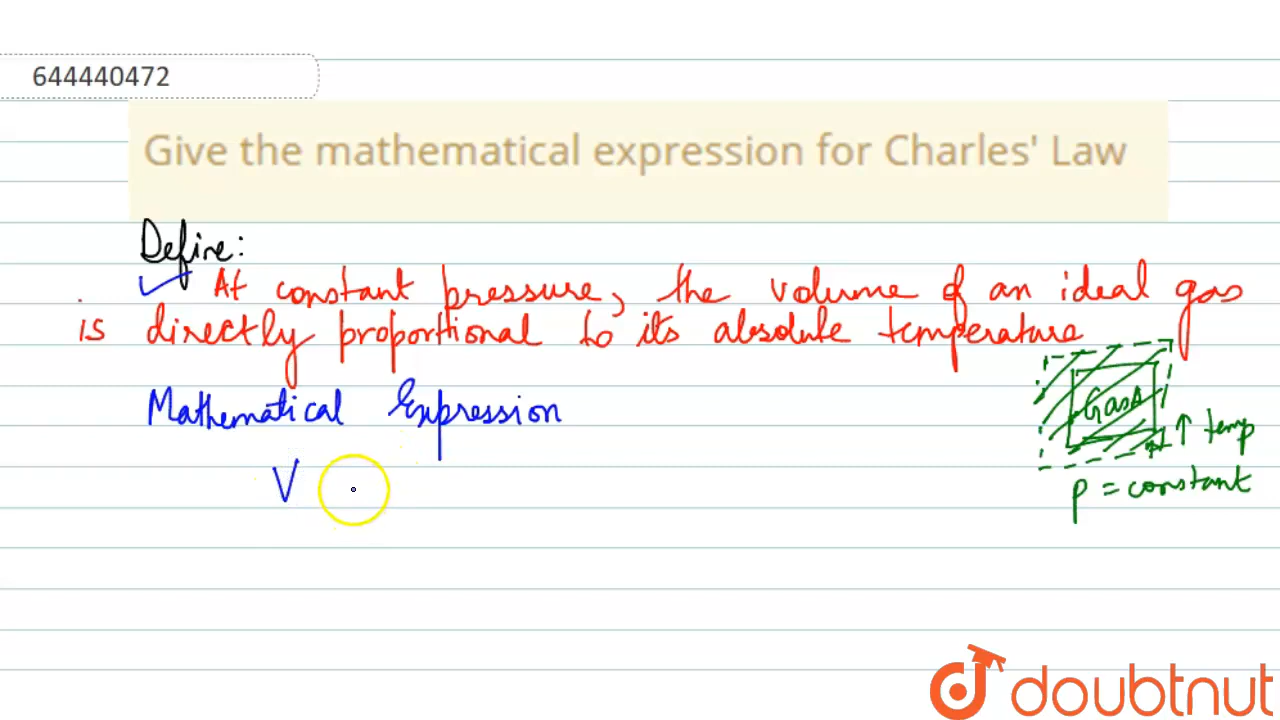 644440472
Give the mathematical expression for Charles' Law
Define:
At constant pressure, the volume of an ideal gas
is directly proportional to its absolute temperature
Mathematical Expression
Gas
↑ temp
V
P = constant
doubtnut